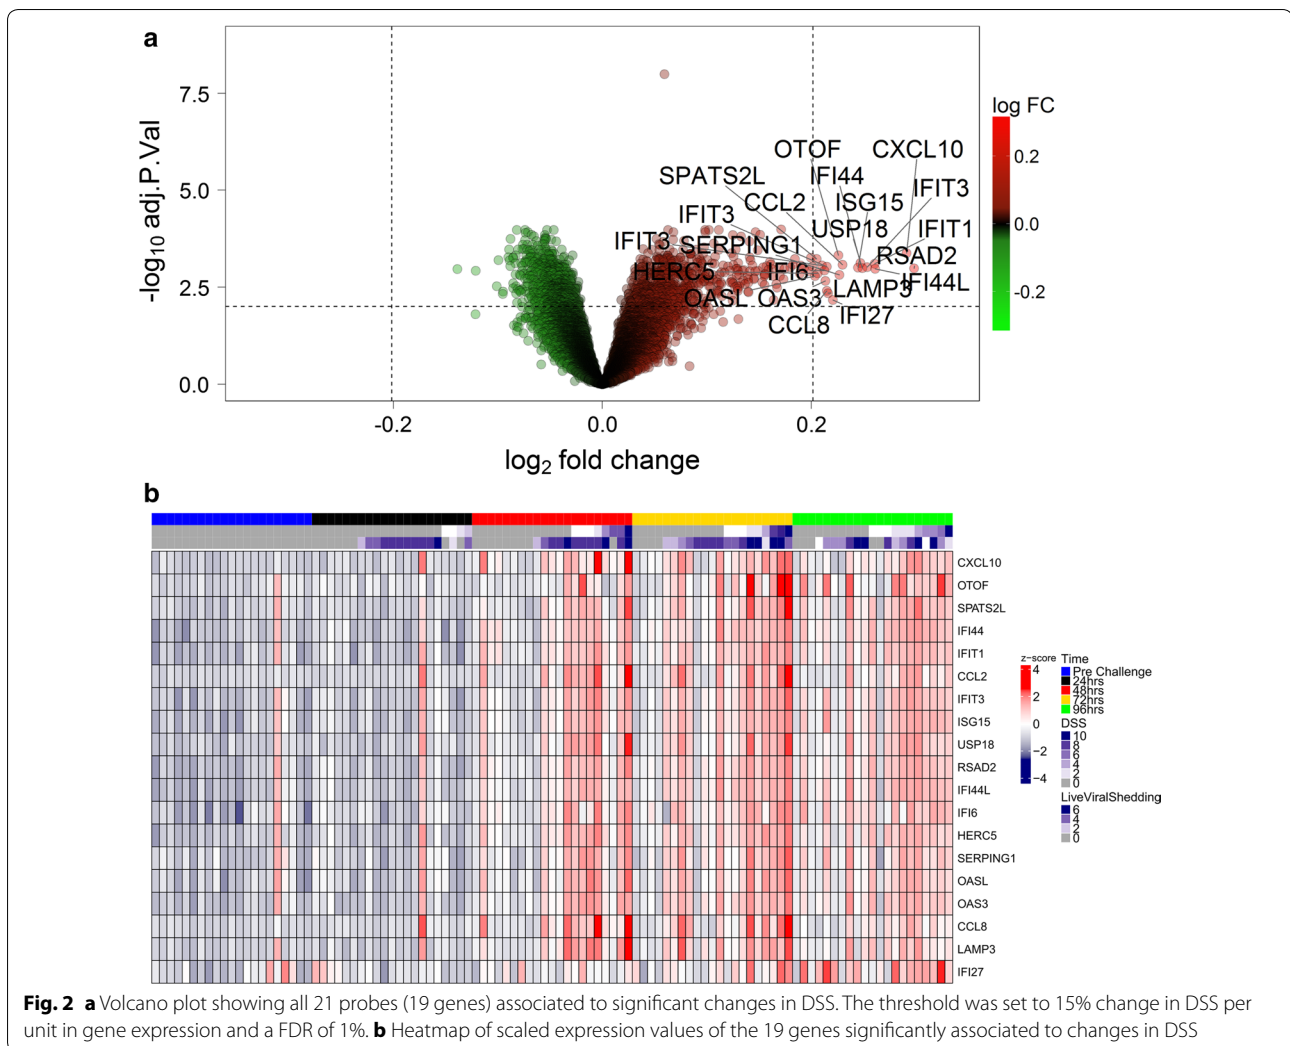 a
-log10 adj.P.Val
7.5
5.0
2.5
0.0
OTOF
CXCL10
SPATS2L
IFI44
IFIT3
CCL2
ISG15
IFIT3
USP18
IFIT1
IFIT3
SERPING1
RSAD2
HERC5
IFI6
LAMP3
IFI44L
OASL
OAS3
IFI27
CCL8
-0.2
0.0
0.2
log2 fold change
log FC
0.2
0.0
-0.2
b
CXCL10
OTOF
SPATS2L
IFI44
IFIT1
CCL2
IFIT3
ISG15
USP18
RSAD2
IFI44L
IFI6
HERC5
SERPING1
OASL
OAS3
CCL8
LAMP3
IFI27
z-score
4
2
0
−2
−4
Time
Pre Challenge
24hrs
48hrs
72hrs
96hrs
DSS
10
8
6
4
2
0
LiveViralShedding
6
4
2
0
Fig. 2 a Volcano plot showing all 21 probes (19 genes) associated to significant changes in DSS. The threshold was set to 15% change in DSS per
unit in gene expression and a FDR of 1%. b Heatmap of scaled expression values of the 19 genes significantly associated to changes in DSS